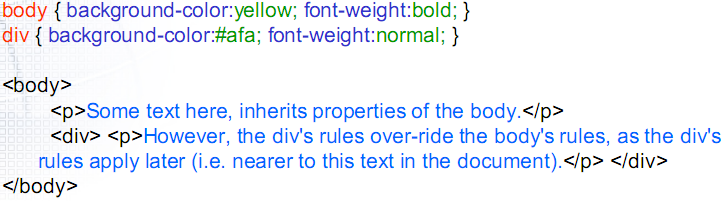 body { background-color:yellow; font-weight:bold; }
div { background-color:#afa; font-weight:normal; }
<body>
<p>Some text here, inherits properties of the body.</p>
<div> <p>However, the div's rules over-ride the body's rules, as the div's
rules apply later (i.e. nearer to this text in the document).</p> </div>
</body>